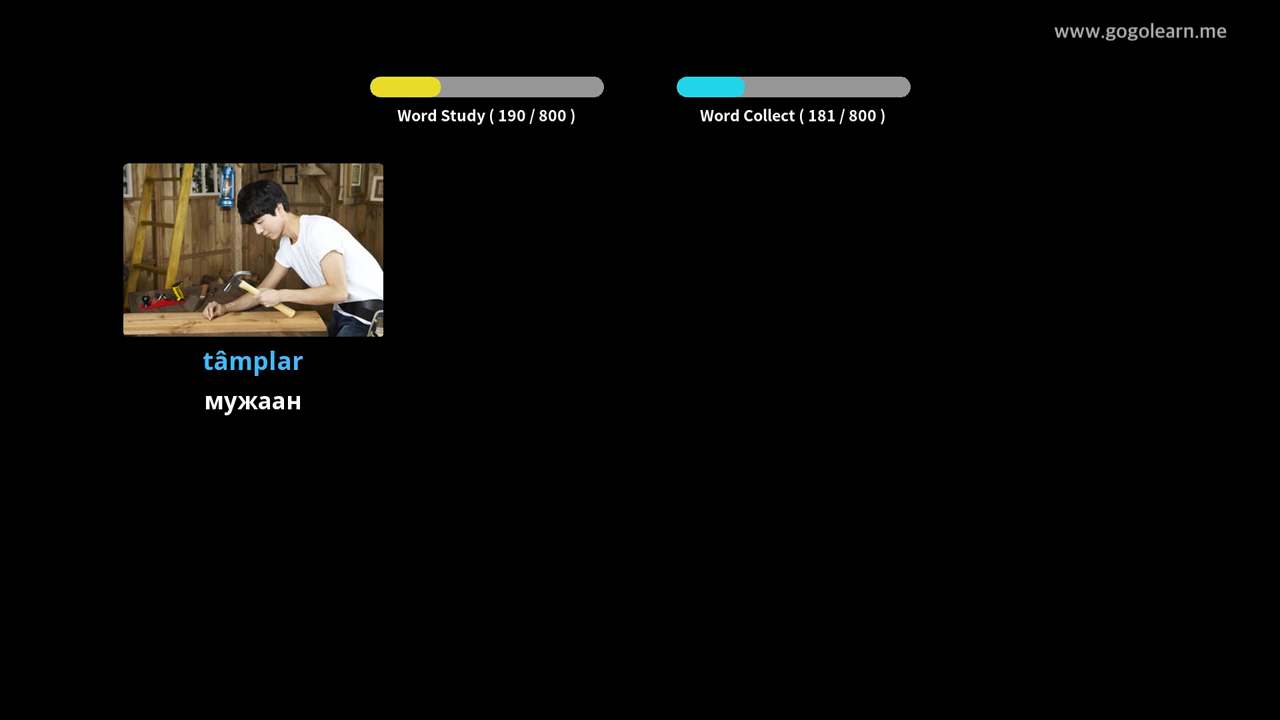 www.gogolearn.me
Word Study ( 190 / 800 )
Word Collect ( 181 / 800 )
tâmplar
мужаан